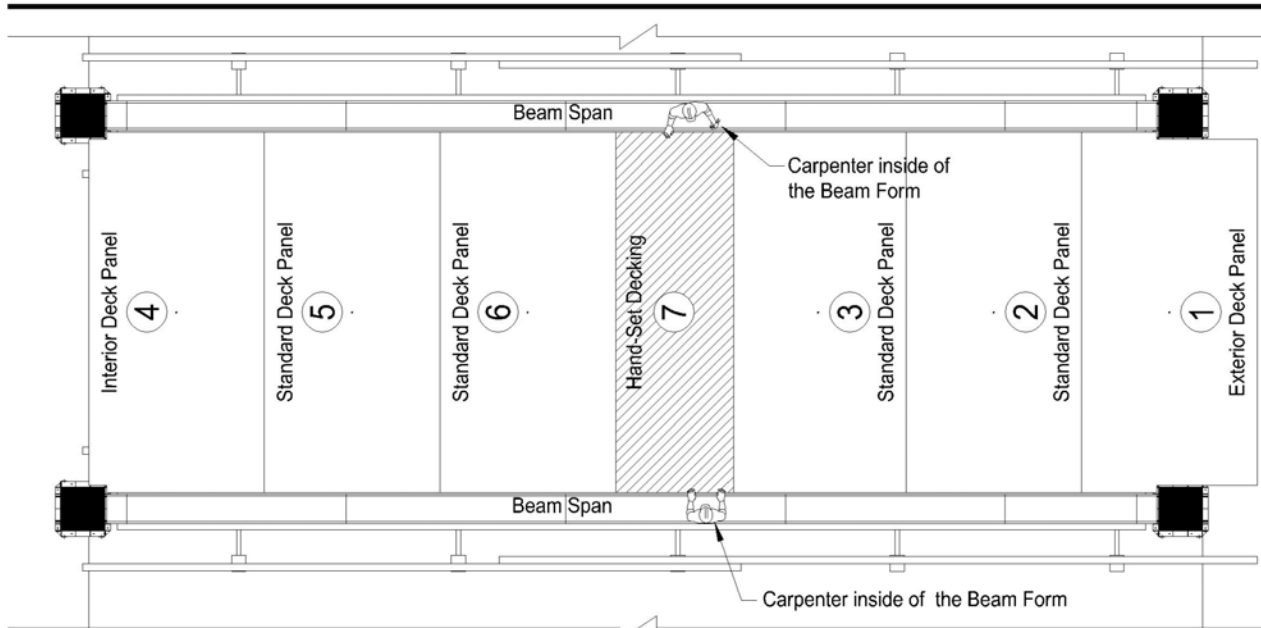 Beam Span
Carpenter inside of
the Beam Form
Interior Deck Panel
4
Standard Deck Panel
5
Standard Deck Panel
6
Hand-Set Decking
7
3
Standard Deck Panel
2
Standard Deck Panel
1
Exterior Deck Panel
Beam Span
Carpenter inside of the Beam Form